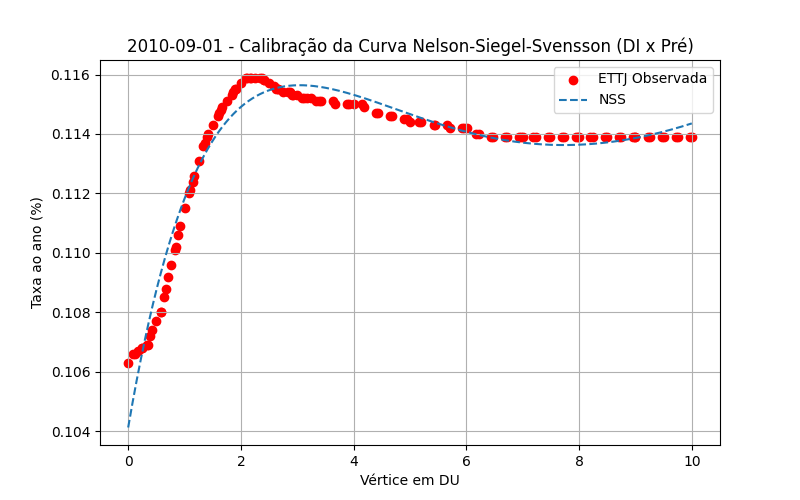 2010-09-01 - Calibração da Curva Nelson-Siegel-Svensson (DI x Pré)
ETTJ Observada
NSS
Taxa ao ano (%)
0.116
0.114
0.112
0.110
0.108
0.106
0.104
0 2 4 6 8 10
Vértice em DU